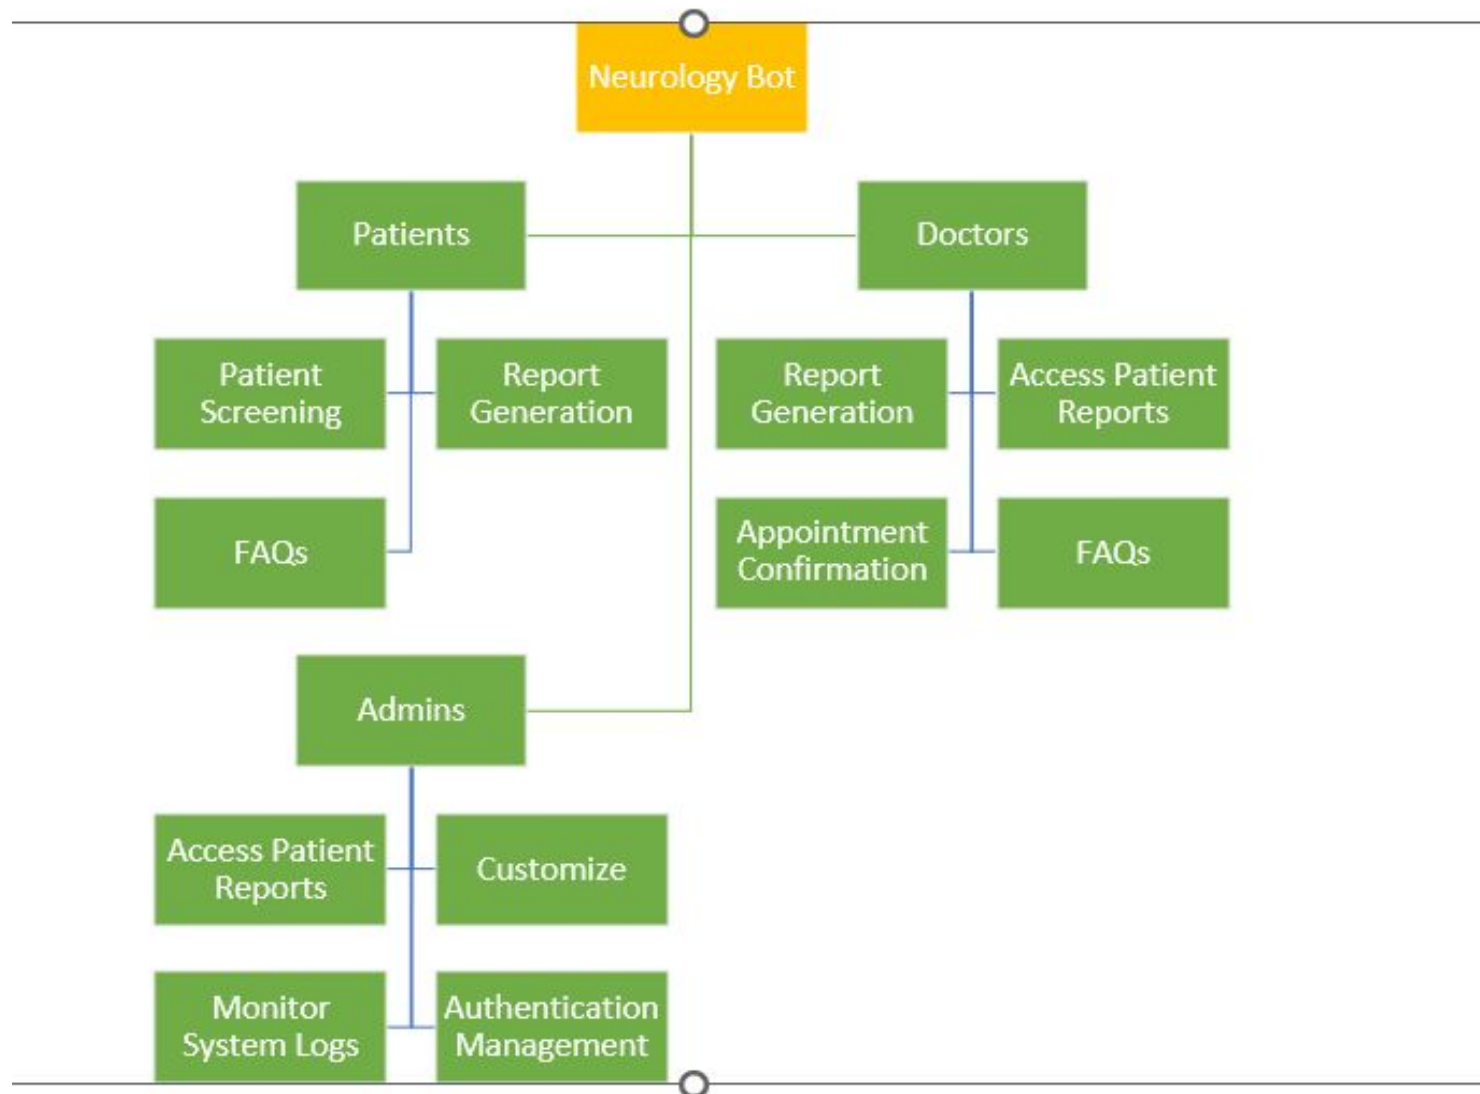 Neurology Bot
Patients
Doctors
Patient
Screening
Report
Generation
Report
Generation
Access Patient
Reports
FAQs
Appointment
Confirmation
FAQs
Admins
Access Patient
Reports
Customize
Monitor
System Logs
Authentication
Management